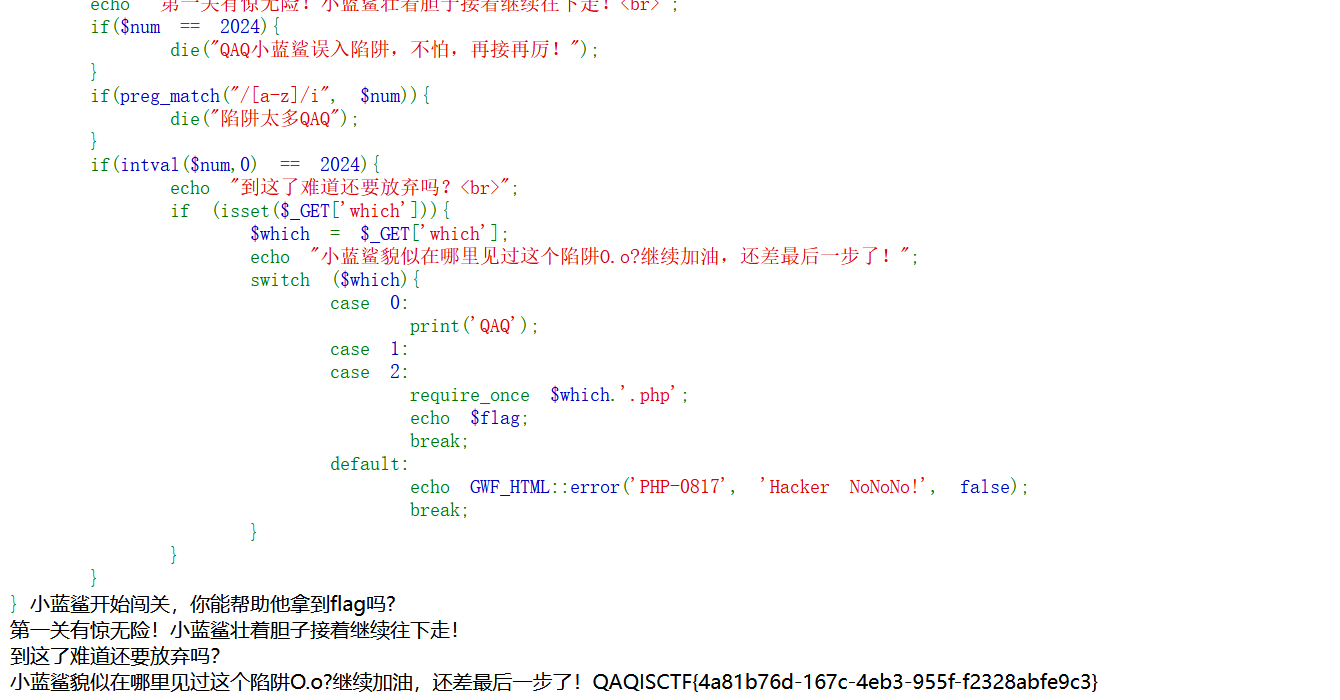 echo "第一关有惊无险！小蓝鲨壮着胆子接着继续往下走！<br>";
if($num == 2024){
die("QAQ小蓝鲨误入陷阱，不怕，再接再厉！");
}
if(preg_match("/[a-z]/i", $num)){
die("陷阱太多QAQ");
}
if(intval($num,0) == 2024){
echo "到这了难道还要放弃吗？<br>";
if (isset($_GET['which'])){
$which = $_GET['which'];
echo "小蓝鲨貌似在哪里见过这个陷阱O.o?继续加油，还差最后一步了！";
switch ($which){
case 0:
print('QAQ');
case 1:
case 2:
require_once $which.'.php';
echo $flag;
break;
default:
echo GWF_HTML::error('PHP-0817', 'Hacker NoNoNo!', false);
break;
}
}
}
} 小蓝鲨开始闯关，你能帮助他拿到flag吗？
第一关有惊无险！小蓝鲨壮着胆子接着继续往下走！
到这了难道还要放弃吗？
小蓝鲨貌似在哪里见过这个陷阱O.o?继续加油，还差最后一步了！QAQISCTF{4a81b76d-167c-4eb3-955f-f2328abfe9c3}